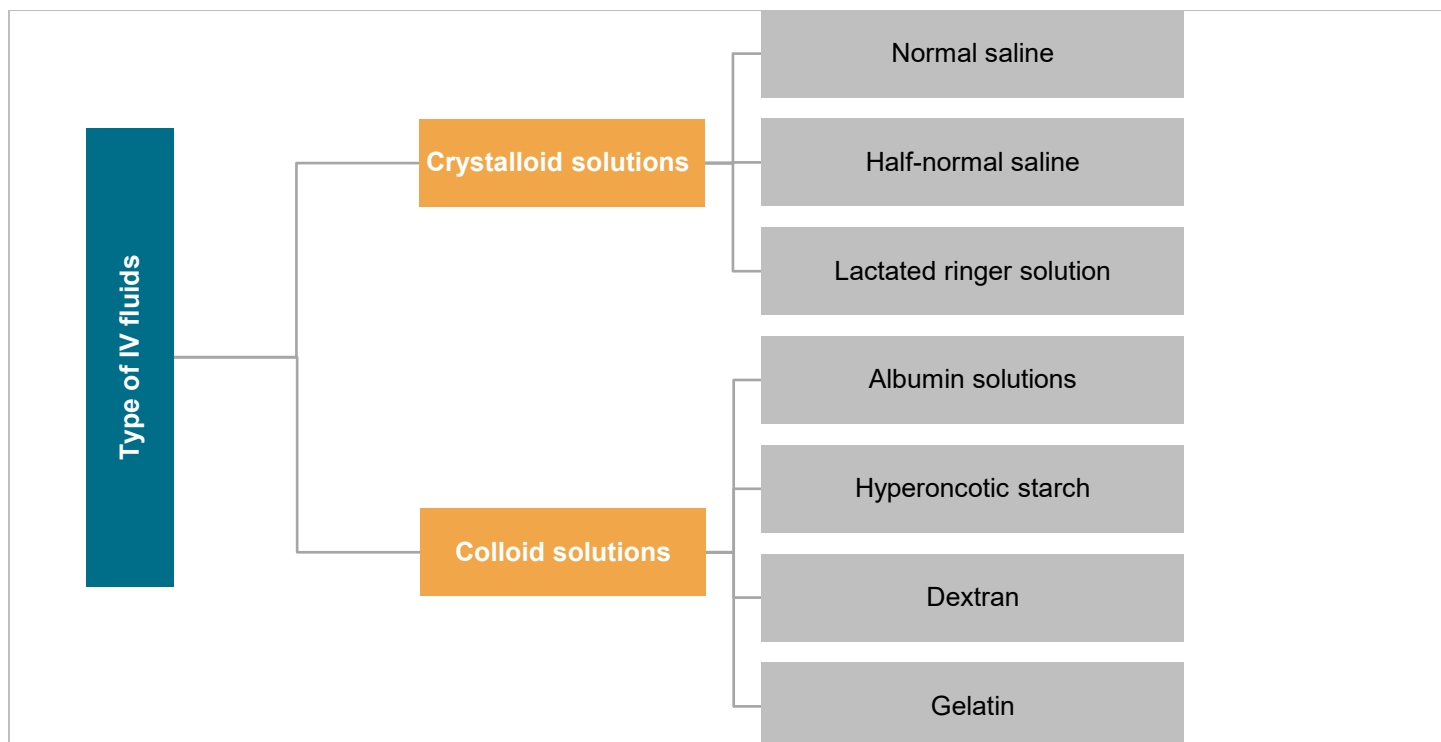 Type of IV fluids
Crystalloid solutions
Normal saline
Half-normal saline
Lactated ringer solution
Colloid solutions
Albumin solutions
Hyperoncotic starch
Dextran
Gelatin